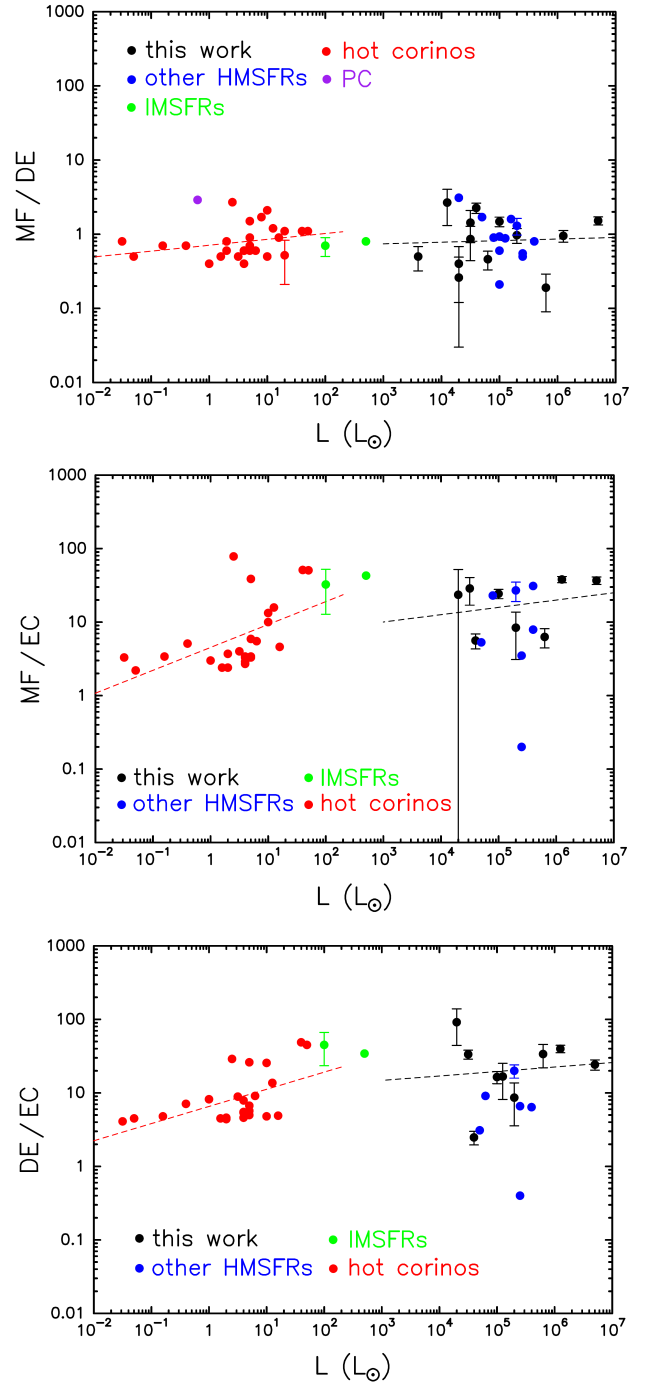 1000
this work
hot corinos
other HMSFRs
PC
IMSFRs
100
10
1
0.1
0.01
MF / DE
10⁻² 10⁻¹ 1 10¹ 10² 10³ 10⁴ 10⁵ 10⁶ 10⁷
L (L☉)
1000
100
10
1
0.1
0.01
MF / EC
this work
IMSFRs
other HMSFRs
hot corinos
10⁻² 10⁻¹ 1 10¹ 10² 10³ 10⁴ 10⁵ 10⁶ 10⁷
L (L☉)
1000
100
10
1
0.1
0.01
DE / EC
this work
IMSFRs
other HMSFRs
hot corinos
10⁻² 10⁻¹ 1 10¹ 10² 10³ 10⁴ 10⁵ 10⁶ 10⁷
L (L☉)